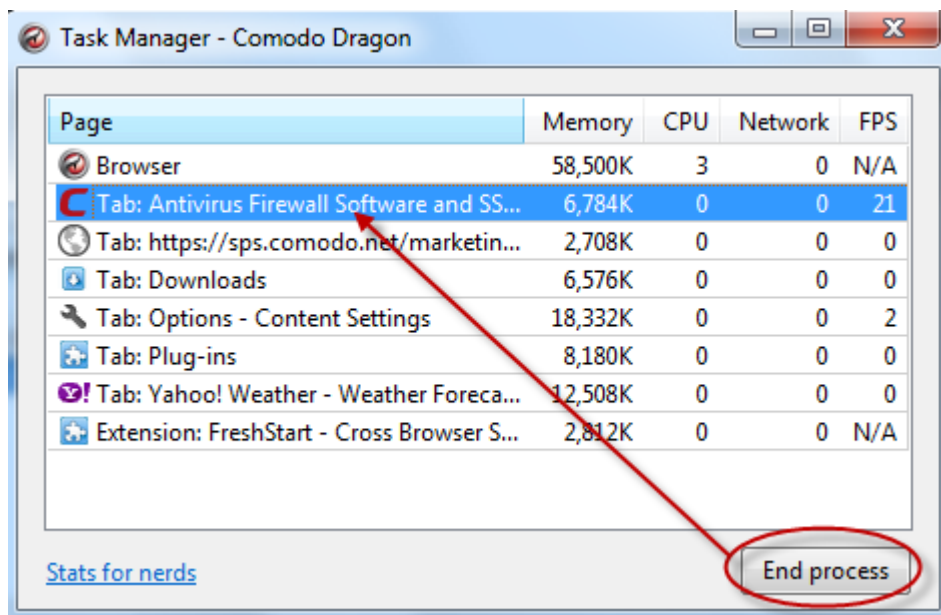 Task Manager - Comodo Dragon
Page Memory CPU Network FPS
Browser 58,500K 3 0 N/A
Tab: Antivirus Firewall Software and SS... 6,784K 0 0 21
Tab: https://sps.comodo.net/marketin... 2,708K 0 0 0
Tab: Downloads 6,576K 0 0 0
Tab: Options - Content Settings 18,332K 0 0 2
Tab: Plug-ins 8,180K 0 0 0
Y! Tab: Yahoo! Weather - Weather Foreca... 12,508K 0 0 0
Extension: FreshStart - Cross Browser S... 2,812K 0 0 N/A
Stats for nerds End process